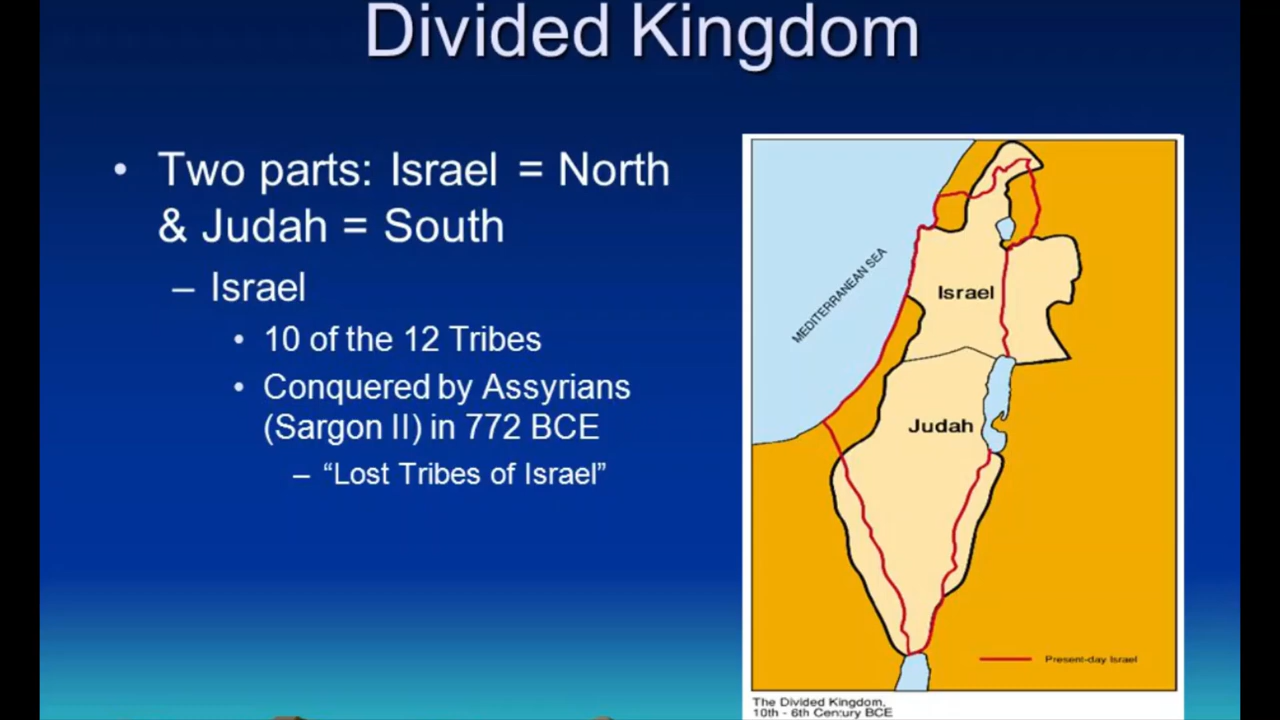 Divided Kingdom
• Two parts: Israel = North
& Judah = South
– Israel
• 10 of the 12 Tribes
• Conquered by Assyrians
(Sargon II) in 772 BCE
– “Lost Tribes of Israel”
MEDITERRANEAN SEA
Israel
Judah
Present-day Israel
The Divided Kingdom,
10th - 6th Century BCE